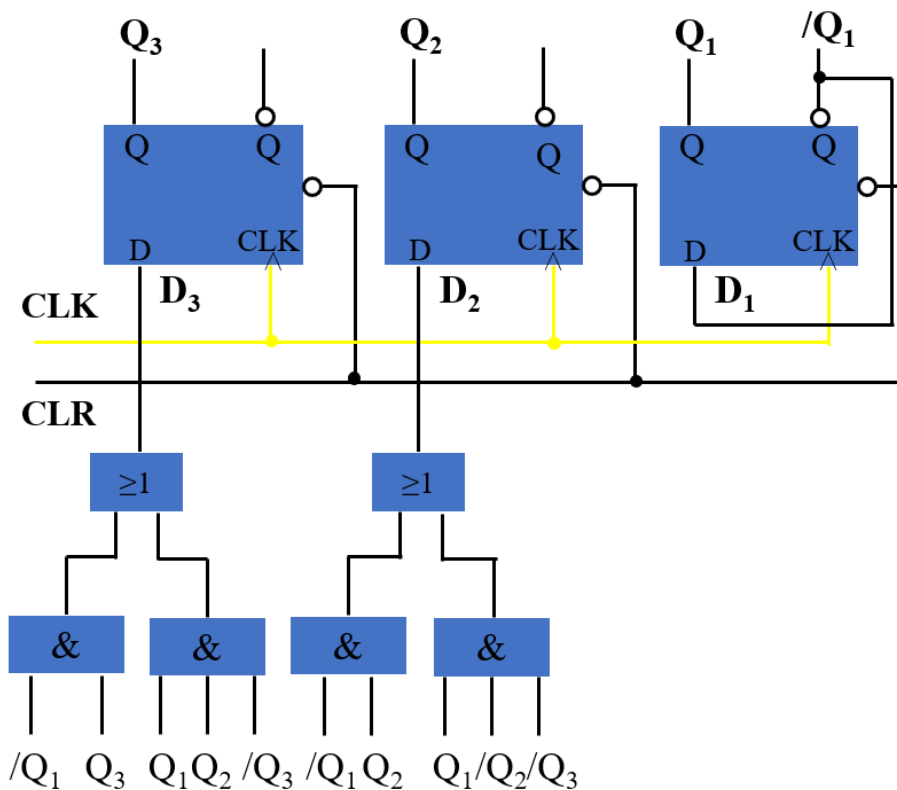 Q₃ Q₂ Q₁ /Q₁
Q Q Q Q Q Q
D CLK D CLK D CLK
D₃ D₂ D₁
CLK
CLR
≥1 ≥1
& & & &
/Q₁ Q₃ Q₁ Q₂ /Q₃ /Q₁ Q₂ Q₁ /Q₂ /Q₃